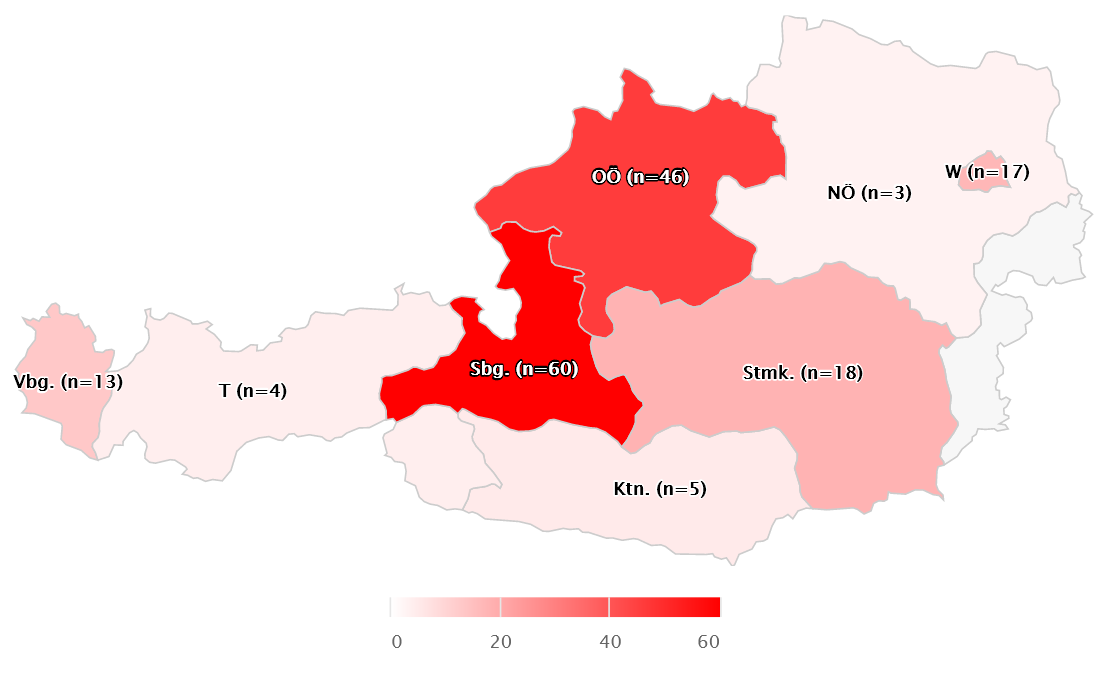 OÖ (n=46)
W (n=17)
NÖ (n=3)
Sbg. (n=60)
Stmk. (n=18)
Vbg. (n=13)
T (n=4)
Ktn. (n=5)
0 20 40 60